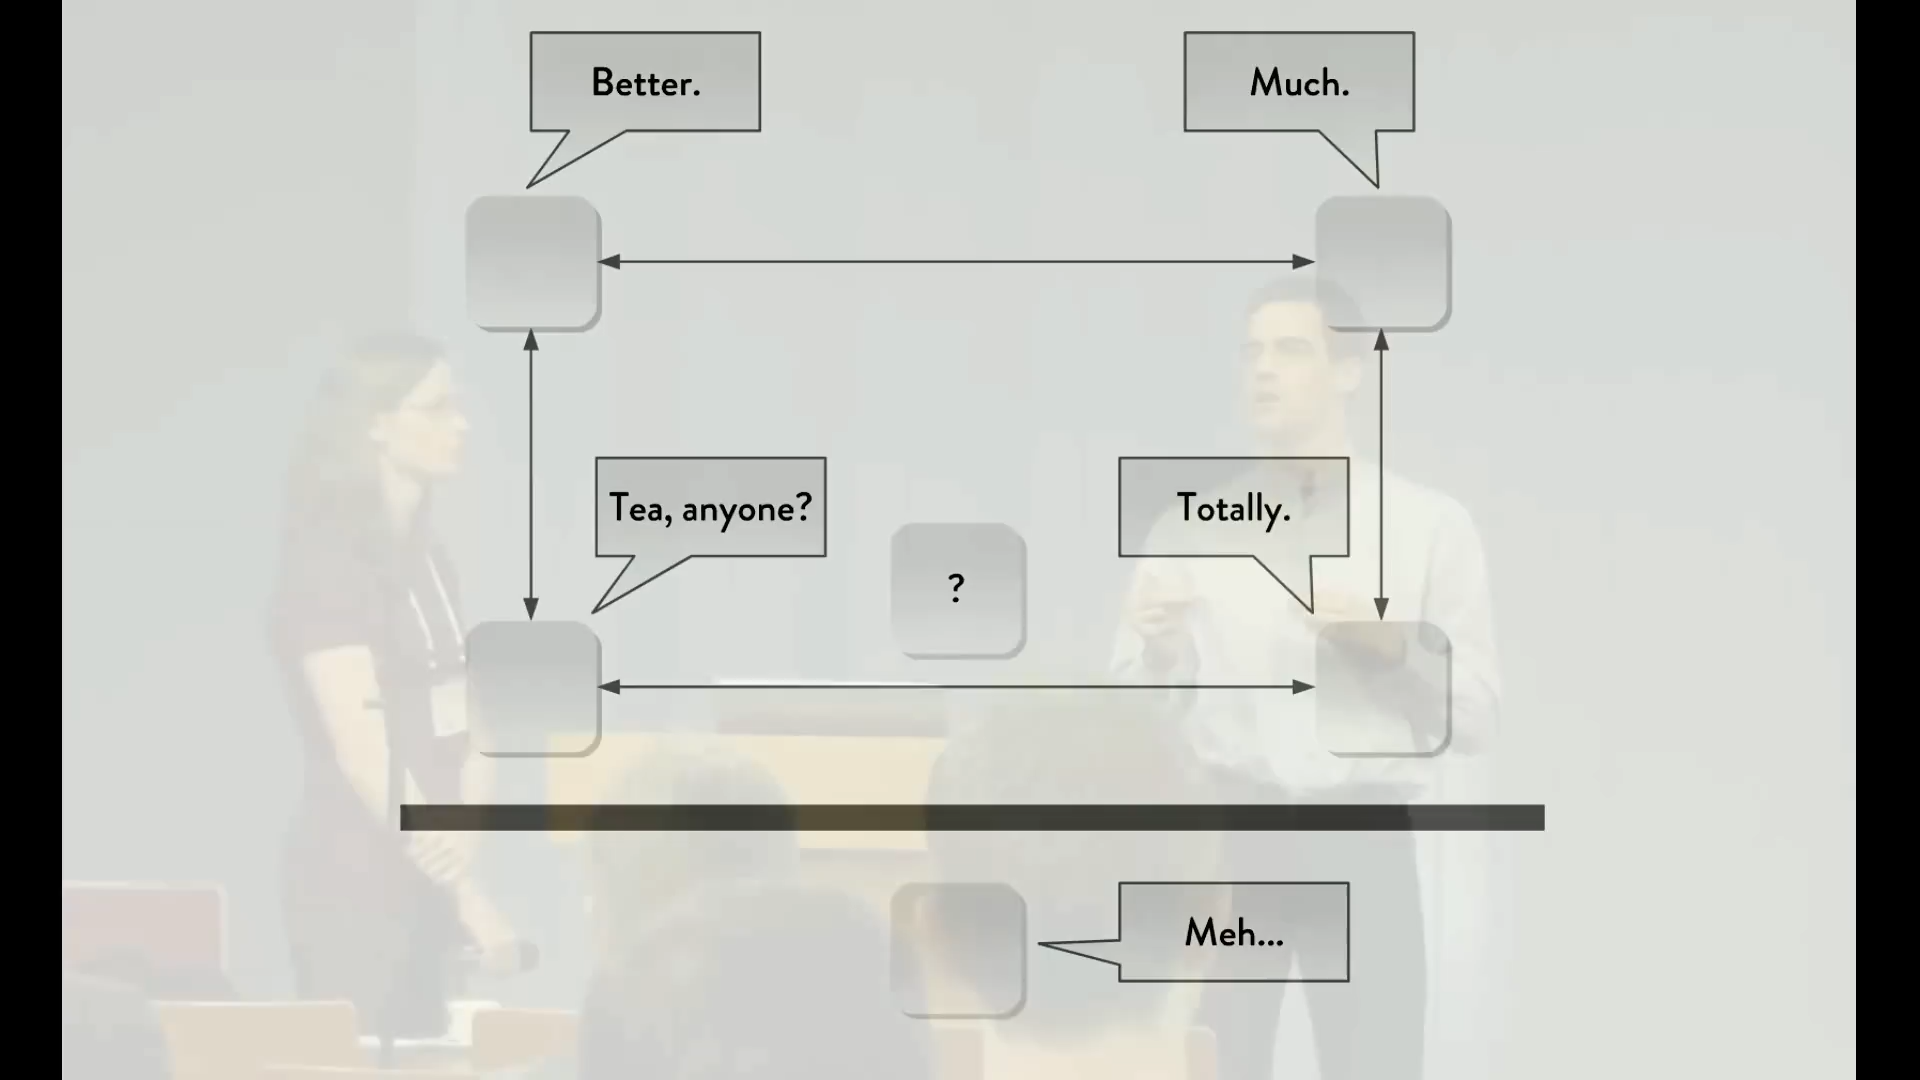 Better.
Much.
Tea, anyone?
Totally.
?
Meh...